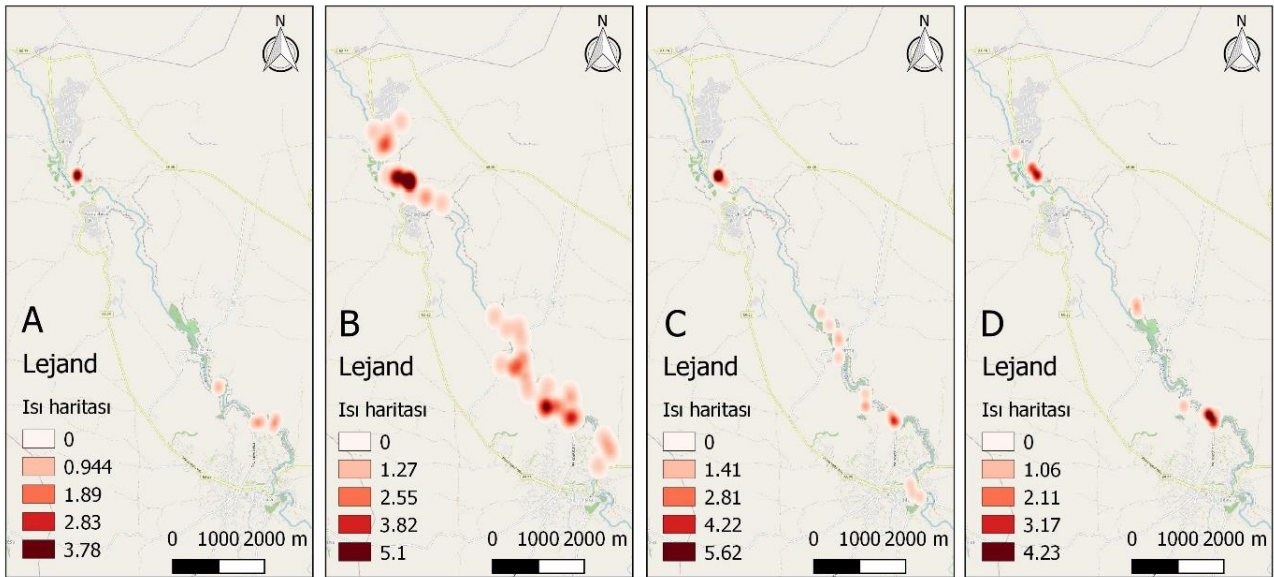 N
A
Lejand
Isı haritası
0
0.944
1.89
2.83
3.78
0 1000 2000 m
N
B
Lejand
Isı haritası
0
1.27
2.55
3.82
5.1
0 1000 2000 m
N
C
Lejand
Isı haritası
0
1.41
2.81
4.22
5.62
0 1000 2000 m
N
D
Lejand
Isı haritası
0
1.06
2.11
3.17
4.23
0 1000 2000 m